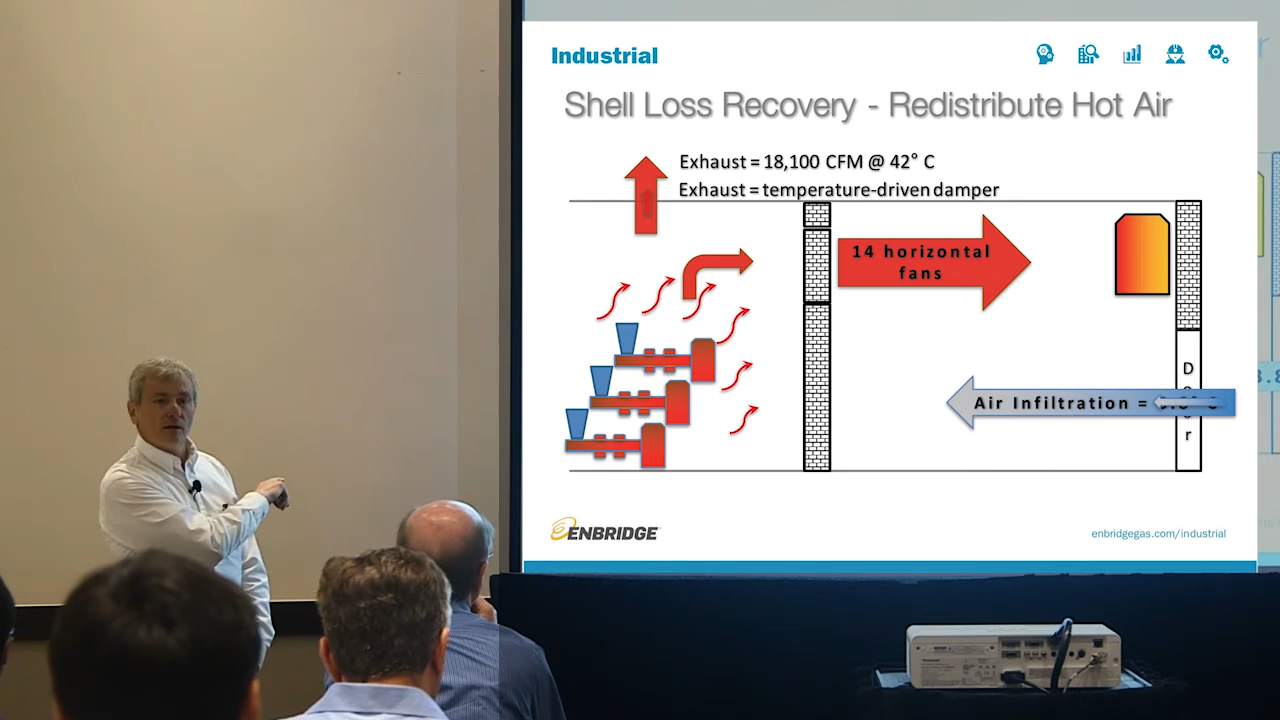 Industrial
Shell Loss Recovery - Redistribute Hot Air
Exhaust = 18,100 CFM @ 42° C
Exhaust = temperature-driven damper
14 horizontal
fans
D
r
Air Infiltration =
ENBRIDGE
enbridgegas.com/industrial